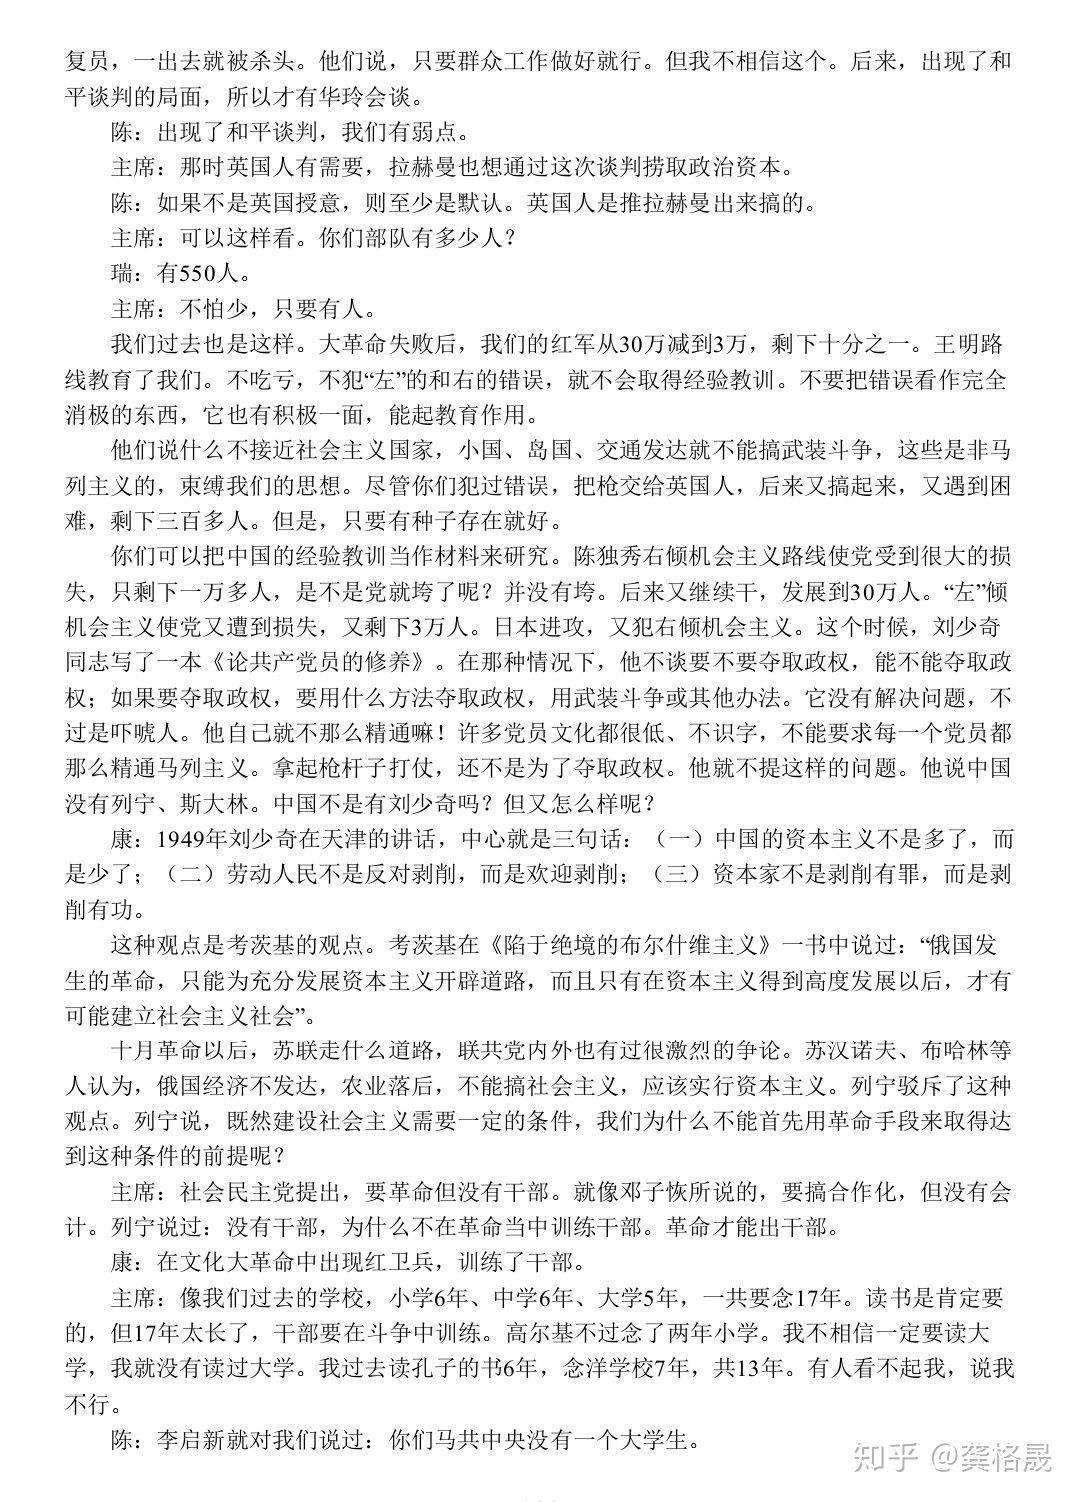 复员，一出去就被杀头。他们说，只要群众工作做好就行。但我不相信这个。后来，出现了和
平谈判的局面，所以才有华玲会谈。
陈：出现了和平谈判，我们有弱点。
主席：那时英国人有需要，拉赫曼也想通过这次谈判捞取政治资本。
陈：如果不是英国授意，则至少是默认。英国人是推拉赫曼出来搞的。
主席：可以这样看。你们部队有多少人？
瑞：有550人。
主席：不怕少，只要有人。
我们过去也是这样。大革命失败后，我们的红军从30万减到3万，剩下十分之一。王明路
线教育了我们。不吃亏，不犯“左”的和右的错误，就不会取得经验教训。不要把错误看作完全
消极的东西，它也有积极一面，能起教育作用。
他们说什么不接近社会主义国家，小国、岛国、交通发达就不能搞武装斗争，这些是非马
列主义的，束缚我们的思想。尽管你们犯过错误，把枪交给英国人，后来又搞起来，又遇到困
难，剩下三百多人。但是，只要有种子存在就好。
你们可以把中国的经验教训当作材料来研究。陈独秀右倾机会主义路线使党受到很大的损
失，只剩下一万多人，是不是党就垮了呢？并没有垮。后来又继续干，发展到30万人。“左”倾
机会主义使党又遭到损失，又剩下3万人。日本进攻，又犯右倾机会主义。这个时候，刘少奇
同志写了一本《论共产党员的修养》。在那种情况下，他不谈要不要夺取政权，能不能夺取政
权；如果要夺取政权，要用什么方法夺取政权，用武装斗争或其他办法。它没有解决问题，不
过是吓唬人。他自己就不那么精通嘛！许多党员文化都很低、不识字，不能要求每一个党员都
那么精通马列主义。拿起枪杆子打仗，还不是为了夺取政权。他就不提这样的问题。他说中国
没有列宁、斯大林。中国不是有刘少奇吗？但又怎么样呢？
康：1949年刘少奇在天津的讲话，中心就是三句话：（一）中国的资本主义不是多了，而
是少了；（二）劳动人民不是反对剥削，而是欢迎剥削；（三）资本家不是剥削有罪，而是剥
削有功。
这种观点是考茨基的观点。考茨基在《陷于绝境的布尔什维主义》一书中说过：“俄国发
生的革命，只能为充分发展资本主义开辟道路，而且只有在资本主义得到高度发展以后，才有
可能建立社会主义社会”。
十月革命以后，苏联走什么道路，联共党内外也有过很激烈的争论。苏汉诺夫、布哈林等
人认为，俄国经济不发达，农业落后，不能搞社会主义，应该实行资本主义。列宁驳斥了这种
观点。列宁说，既然建设社会主义需要一定的条件，我们为什么不能首先用革命手段来取得达
到这种条件的前提呢？
主席：社会民主党提出，要革命但没有干部。就像邓子恢所说的，要搞合作化，但没有会
计。列宁说过：没有干部，为什么不在革命当中训练干部。革命才能出干部。
康：在文化大革命中出现红卫兵，训练了干部。
主席：像我们过去的学校，小学6年、中学6年、大学5年，一共要念17年。读书是肯定要
的，但17年太长了，干部要在斗争中训练。高尔基不过念了两年小学。我不相信一定要读大
学，我就没有读过大学。我过去读孔子的书6年，念洋学校7年，共13年。有人看不起我，说我
不行。
陈：李启新就对我们说过：你们马共中央没有一个大学生。
知乎 @龚格晟